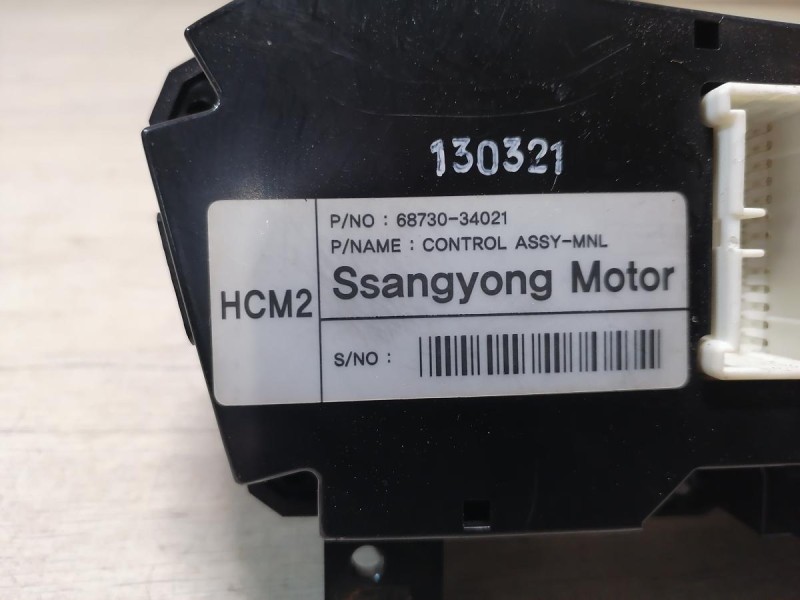 130321
P/NO : 68730-34021
P/NAME : CONTROL ASSY-MNL
Ssangyong Motor
HCM2
S/NO :